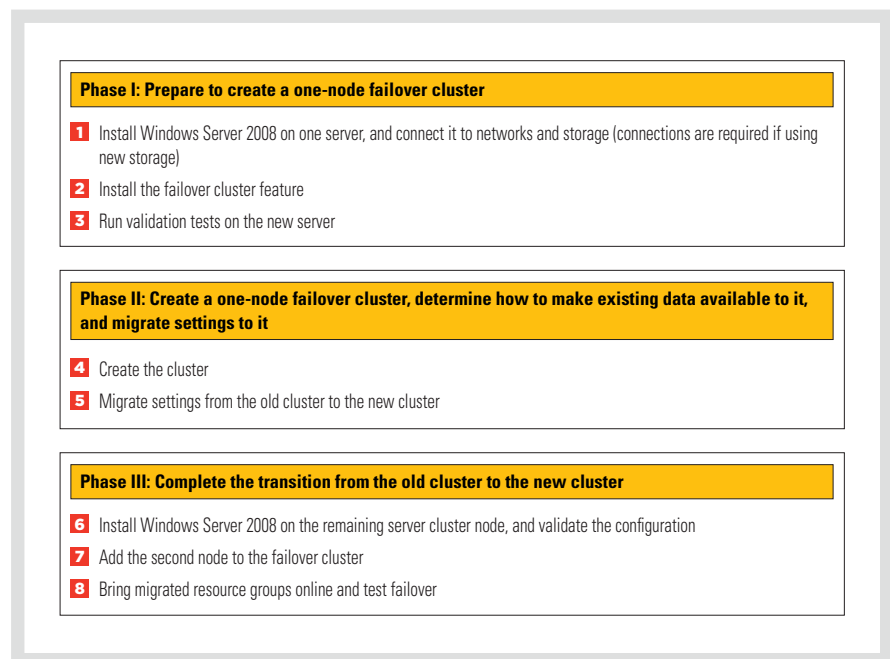 Phase I: Prepare to create a one-node failover cluster
1 Install Windows Server 2008 on one server, and connect it to networks and storage (connections are required if using
new storage)
2 Install the failover cluster feature
3 Run validation tests on the new server
Phase II: Create a one-node failover cluster, determine how to make existing data available to it,
and migrate settings to it
4 Create the cluster
5 Migrate settings from the old cluster to the new cluster
Phase III: Complete the transition from the old cluster to the new cluster
6 Install Windows Server 2008 on the remaining server cluster node, and validate the configuration
7 Add the second node to the failover cluster
8 Bring migrated resource groups online and test failover